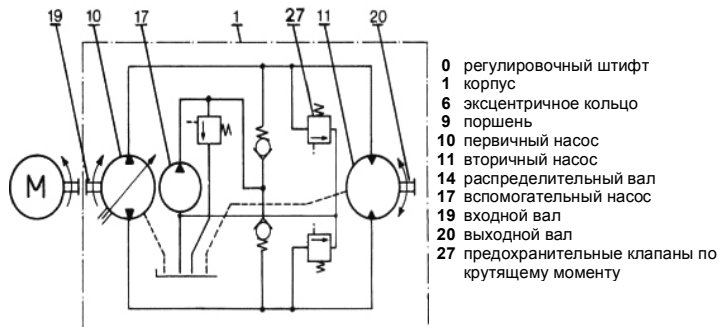 19 10 17 1 27 11 20
M
0 регулировочный штифт
1 корпус
6 эксцентричное кольцо
9 поршень
10 первичный насос
11 вторичный насос
14 распределительный вал
17 вспомогательный насос
19 входной вал
20 выходной вал
27 предохранительные клапаны по
крутящему моменту